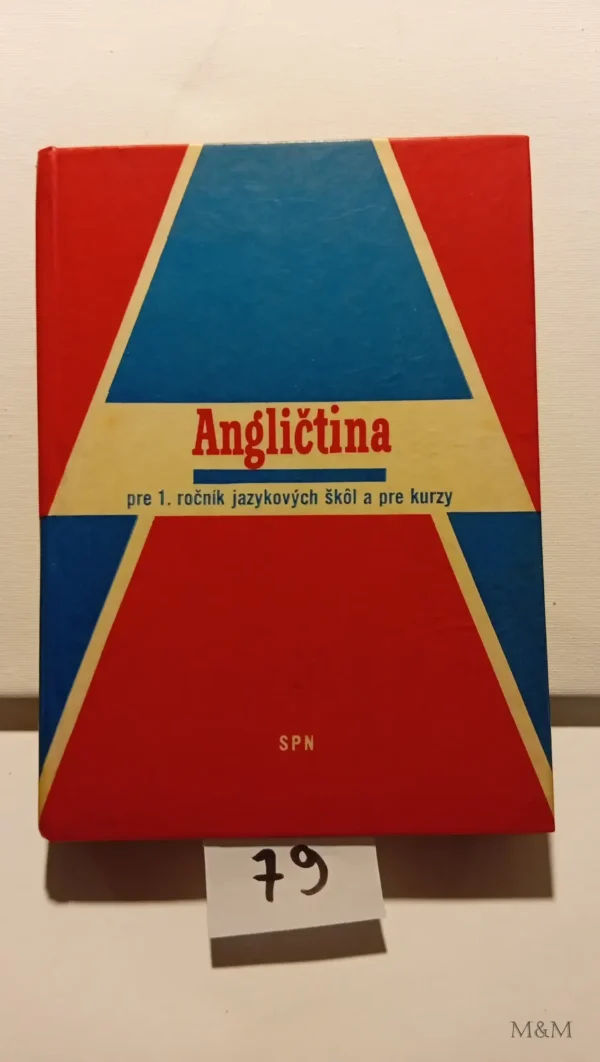 Angličtina
pre 1. ročník jazykových škôl a pre kurzy
SPN
79
M&M